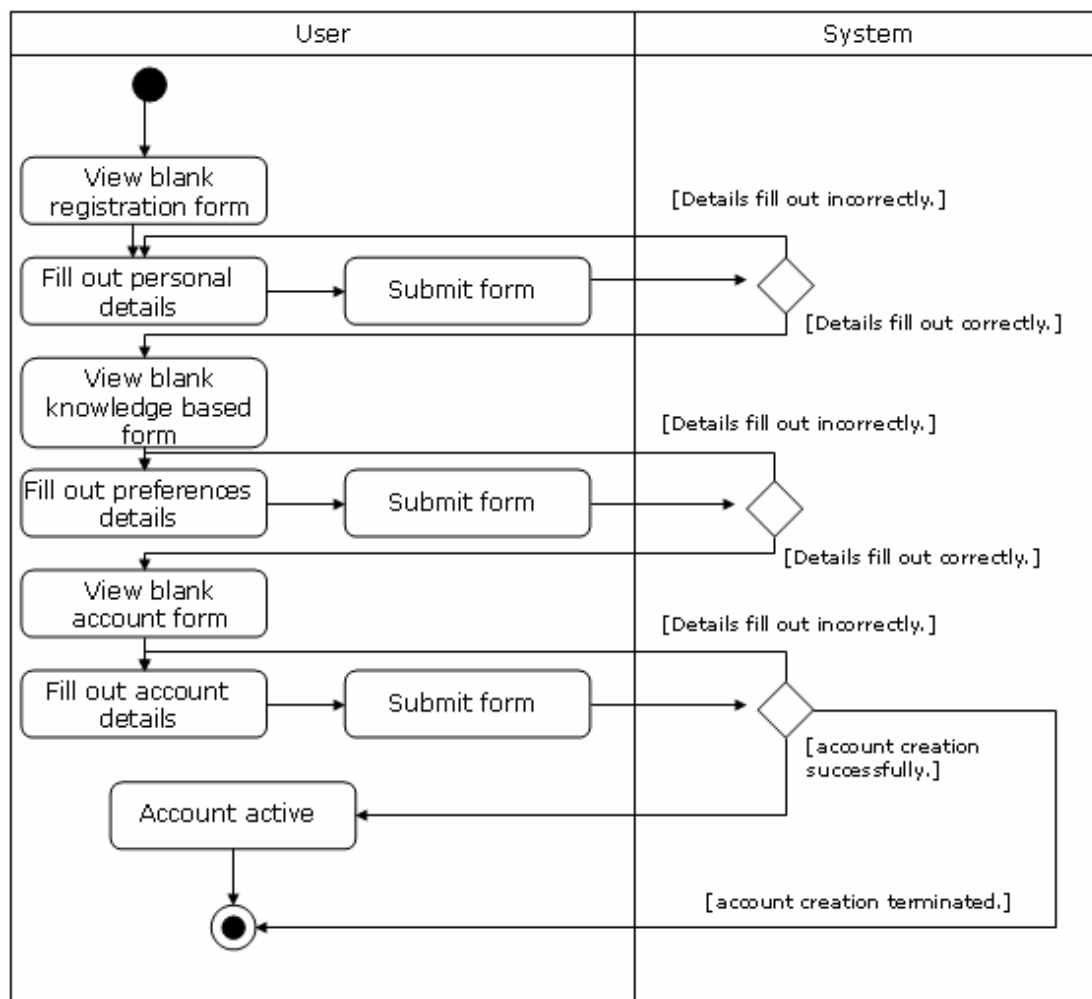 User
System
View blank
registration form
[Details fill out incorrectly.]
Fill out personal
details
Submit form
[Details fill out correctly.]
View blank
knowledge based
form
[Details fill out incorrectly.]
Fill out preferences
details
Submit form
[Details fill out correctly.]
View blank
account form
[Details fill out incorrectly.]
Fill out account
details
Submit form
[account creation
successfully.]
Account active
[account creation terminated.]